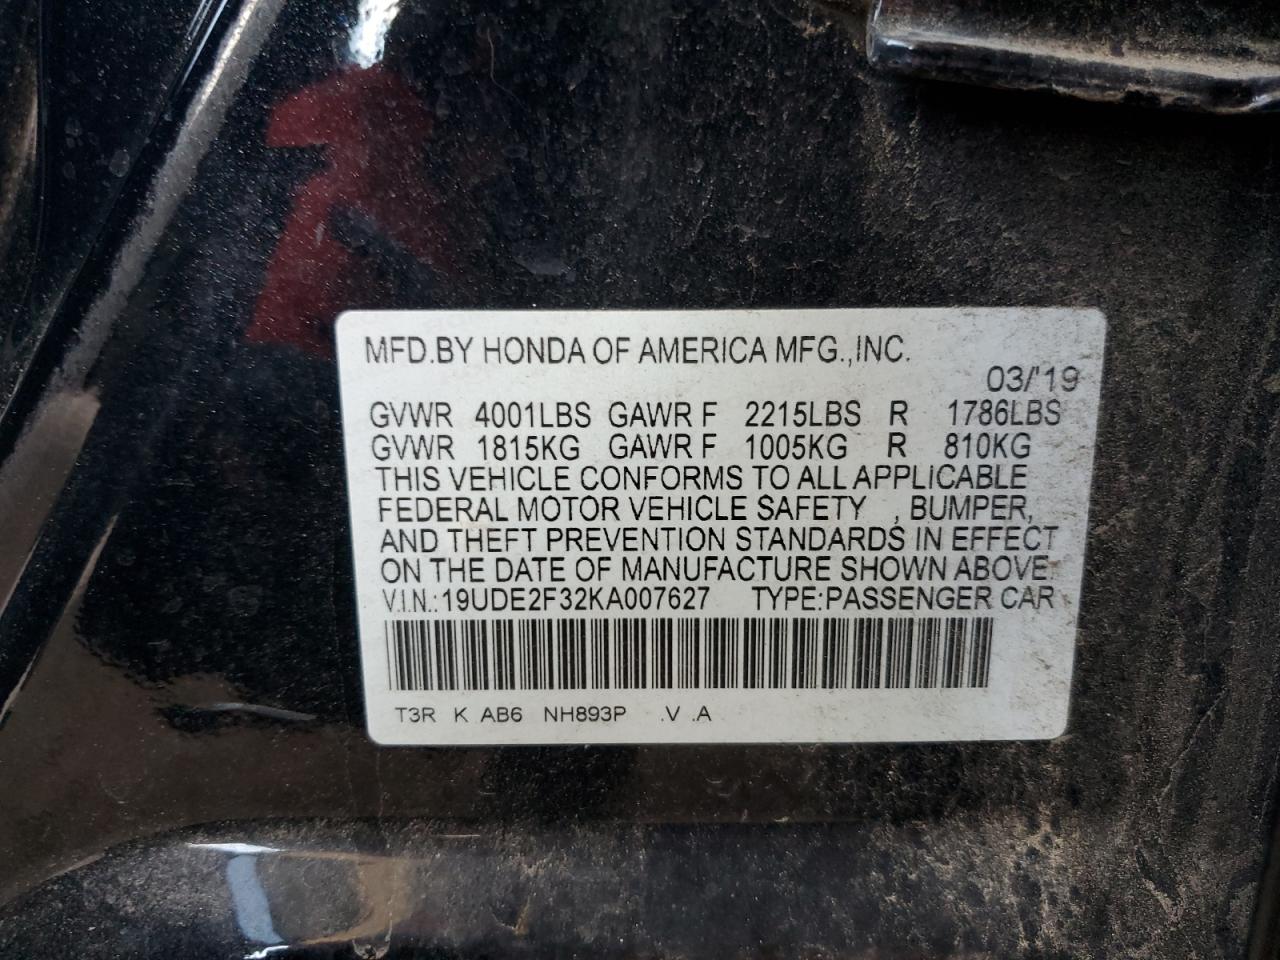 MFD.BY HONDA OF AMERICA MFG.,INC.
03/'19
GVWR 4001LBS GAWR F 2215LBS R 1786LBS
GVWR 1815KG GAWR F 1005KG R 810KG
THIS VEHICLE CONFORMS TO ALL APPLICABLE
FEDERAL MOTOR VEHICLE SAFETY , BUMPER,
AND THEFT PREVENTION STANDARDS IN EFFECT
ON THE DATE OF MANUFACTURE SHOWN ABOVE.
V.I.N.:19UDE2F32KA007627 TYPE:PASSENGER CAR
T3R K AB6 NH893P .V .A